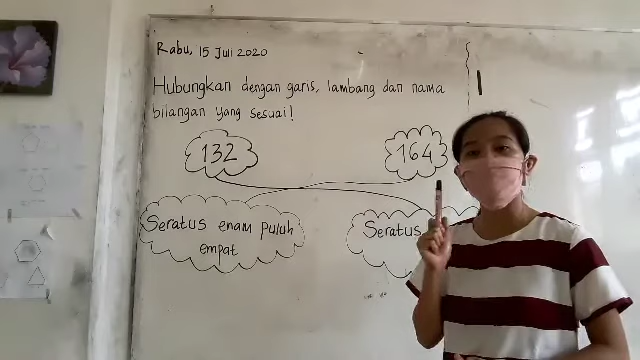 Rabu, 15 Juli 2020
Hubungkan dengan garis, lambang dan nama
bilangan yang sesuai!
132
164
Seratus enam puluh
empat
Seratus